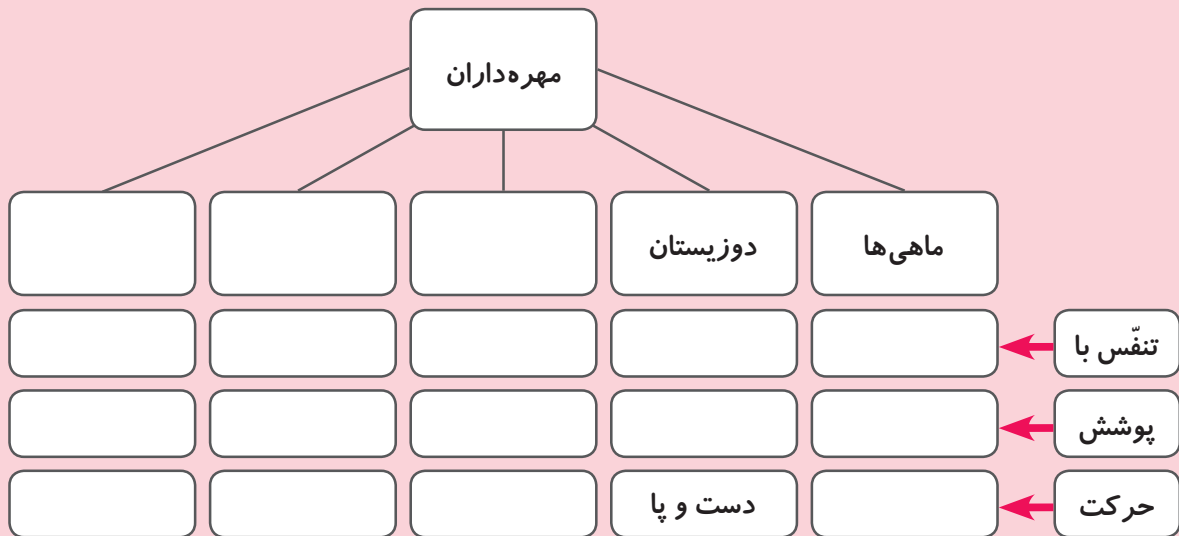 مهره‌داران
ماهی‌ها
دوزیستان
تنفّس با
پوشش
حرکت
دست و پا